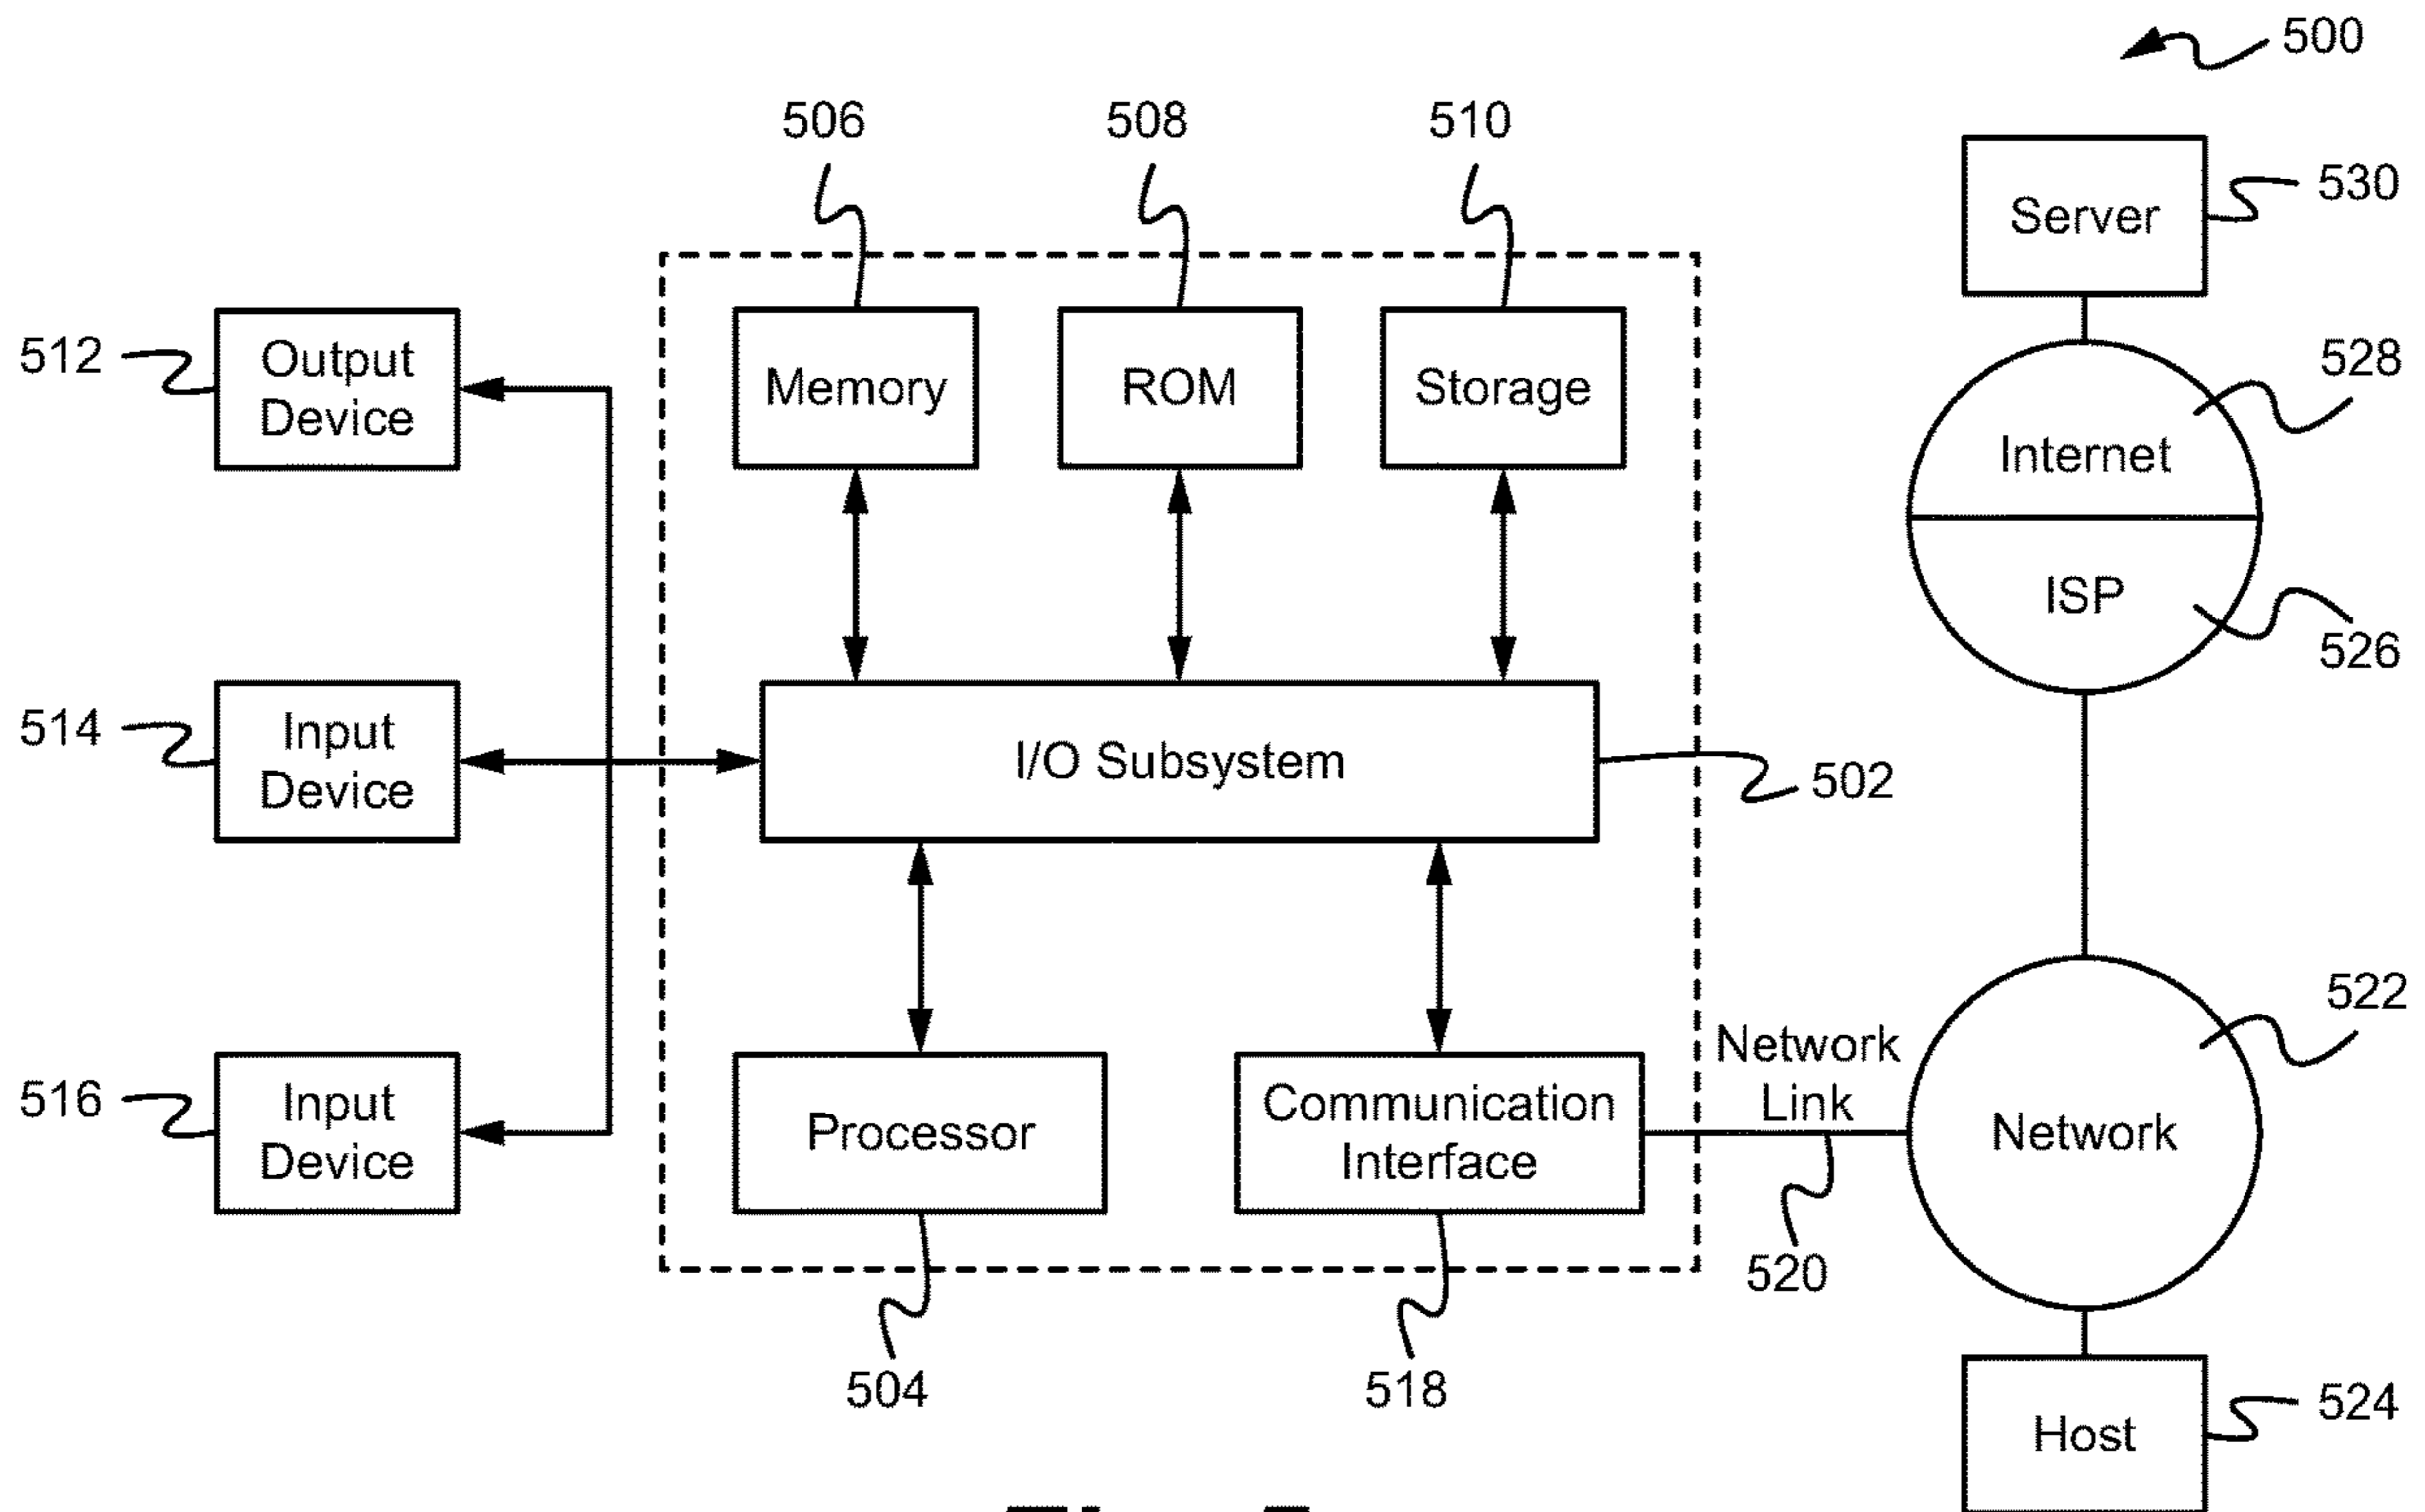 500
506
508
510
530
Server
512
Output
Device
Memory
ROM
Storage
528
Internet
ISP
526
514
Input
Device
I/O Subsystem
502
522
516
Input
Device
Processor
Communication
Interface
Network
Link
Network
520
504
518
524
Host